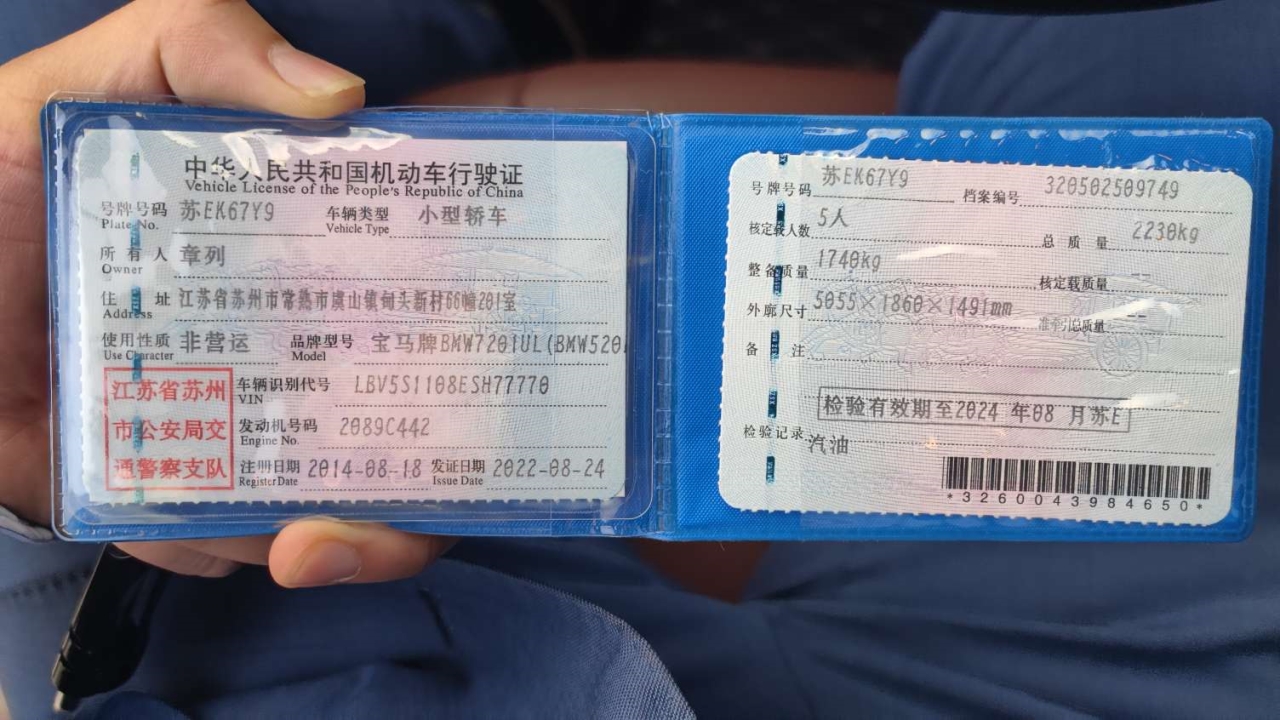 中华人民共和国机动车行驶证
Vehicle License of the People's Republic of China
号牌号码 苏EK67Y9 车辆类型 小型轿车
Plate No. Vehicle Type
所有人 章列
Owner
住址 江苏省苏州市常熟市虞山镇甸头新村66幢201室
Address
使用性质 非营运 品牌型号 宝马牌BMW7201UL(BMW520
Use Character Model
江苏省苏州
市公安局交
通警察支队
车辆识别代号 LBV5S1108ESH77770
VIN
发动机号码 2089C442
Engine No.
注册日期 2014-08-18 发证日期 2022-08-24
Register Date Issue Date
号牌号码 苏EK67Y9 档案编号 320502509749
核定载人数 5人 总质量 2230kg
整备质量 1740kg 核定载质量 --
外廓尺寸 5055×1860×1491mm 准牵引总质量 --
备注
检验有效期至2024 年08 月苏E
检验记录 汽油
*3260043984650*